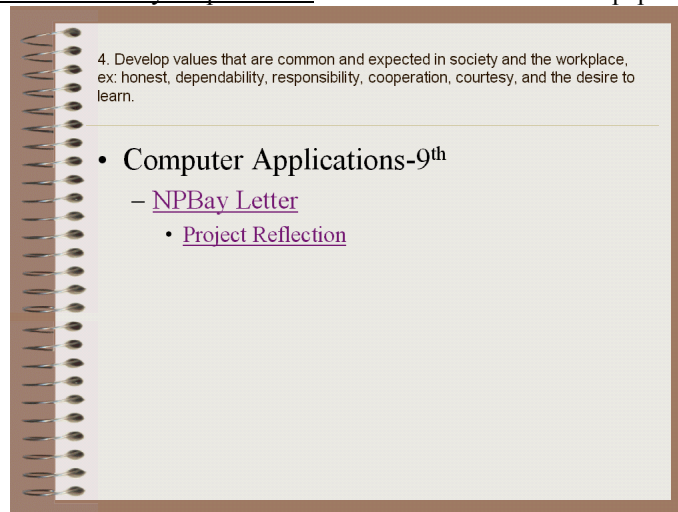 4. Develop values that are common and expected in society and the workplace,
ex: honest, dependability, responsibility, cooperation, courtesy, and the desire to
learn.
• Computer Applications-9th
– NPBay Letter
• Project Reflection